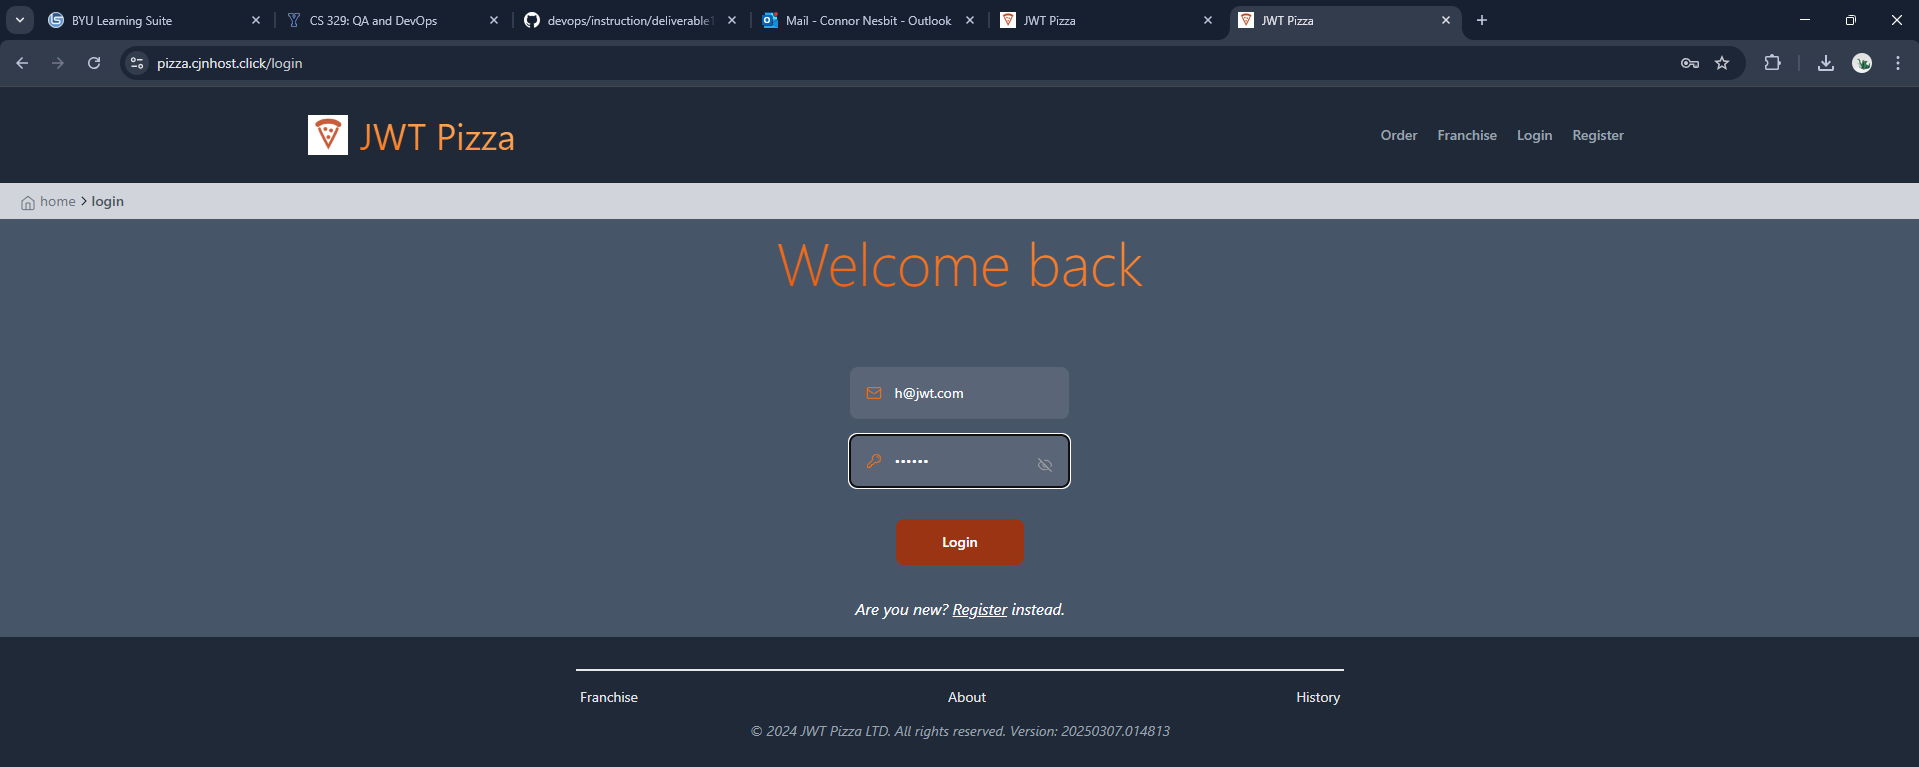 BYU Learning Suite
CS 329: QA and DevOps
devops/instruction/deliverable1
Mail - Connor Nesbit - Outlook
JWT Pizza
JWT Pizza
pizza.cjnhost.click/login
JWT Pizza
Order Franchise Login Register
home > login
Welcome back
h@jwt.com
••••••
Login
Are you new? Register instead.
Franchise About History
© 2024 JWT Pizza LTD. All rights reserved. Version: 20250307.014813